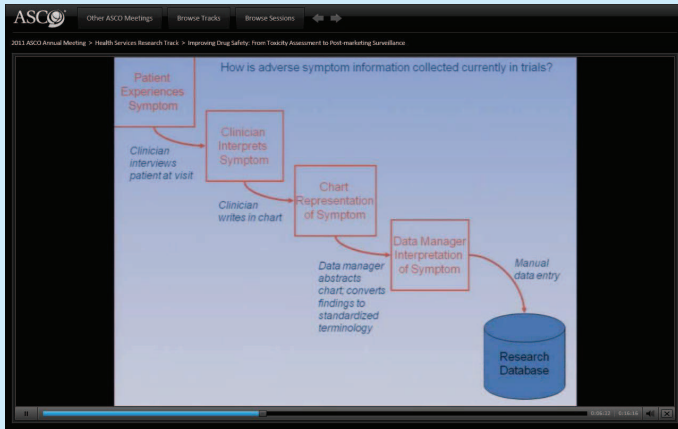 ASCO
Other ASCO Meetings
Browse Tracks
Browse Sessions
2011 ASCO Annual Meeting > Health Services Research Track > Improving Drug Safety: From Toxicity Assessment to Post-marketing Surveillance
How is adverse symptom information collected currently in trials?
Patient
Experiences
Symptom
Clinician
interviews
patient at visit
Clinician
Interprets
Symptom
Clinician
writes in chart
Chart
Representation
of Symptom
Data manager
abstracts
chart; converts
findings to
standardized
terminology
Data Manager
Interpretation
of Symptom
Manual
data entry
Research
Database